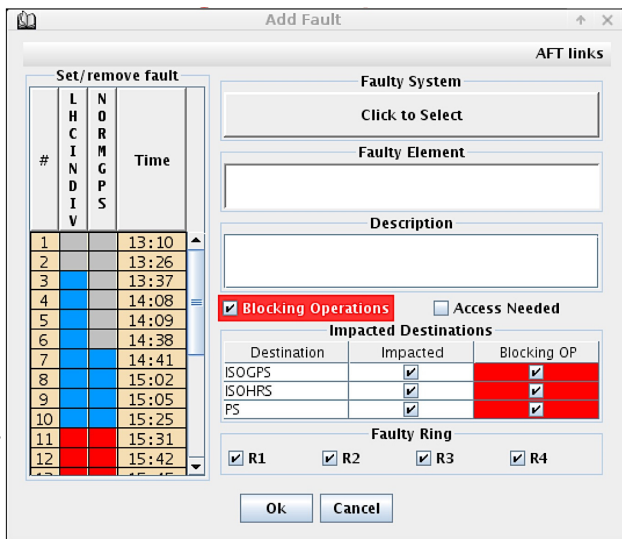 Add Fault
AFT links
Set/remove fault
# LHCINDIV NORMGPS Time
1 13:10
2 13:26
3 13:37
4 14:08
5 14:09
6 14:38
7 14:41
8 15:02
9 15:05
10 15:25
11 15:31
12 15:42
Faulty System
Click to Select
Faulty Element
Description
Blocking Operations Access Needed
Impacted Destinations
Destination Impacted Blocking OP
ISOGPS
ISOHRS
PS
Faulty Ring
R1 R2 R3 R4
Ok Cancel